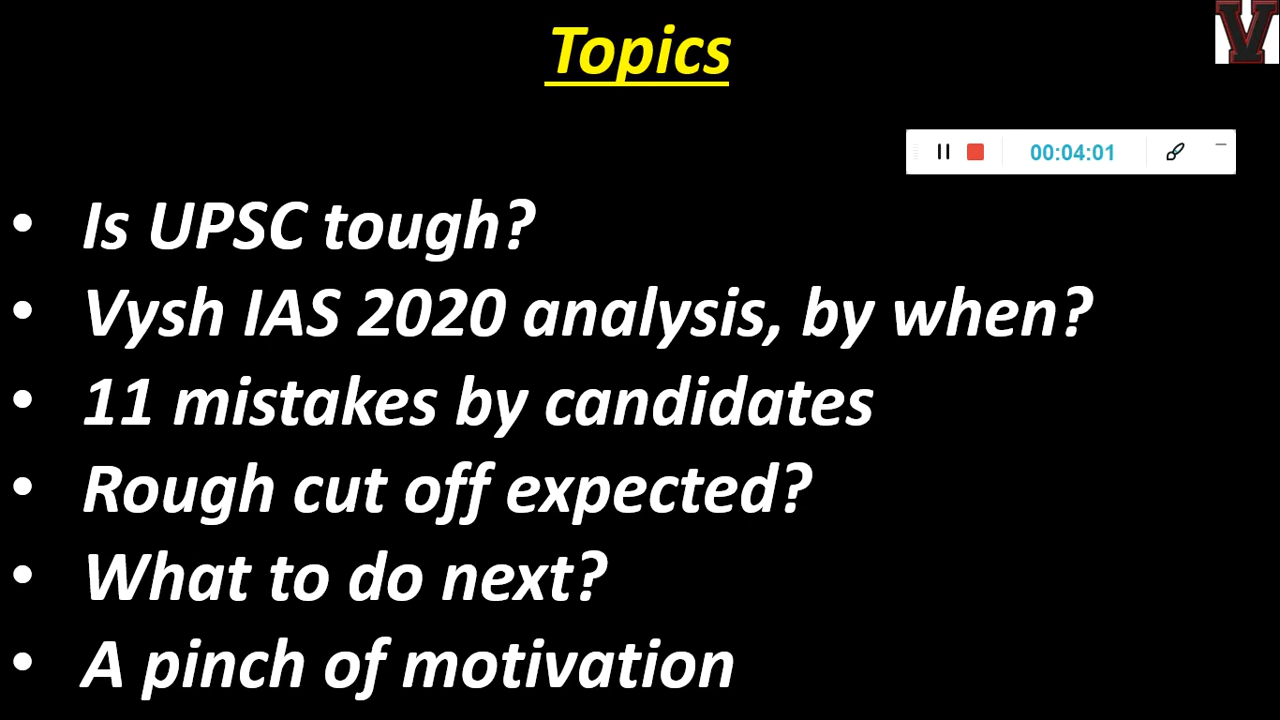 Topics
V
00:04:01
• Is UPSC tough?
• Vysh IAS 2020 analysis, by when?
• 11 mistakes by candidates
• Rough cut off expected?
• What to do next?
• A pinch of motivation